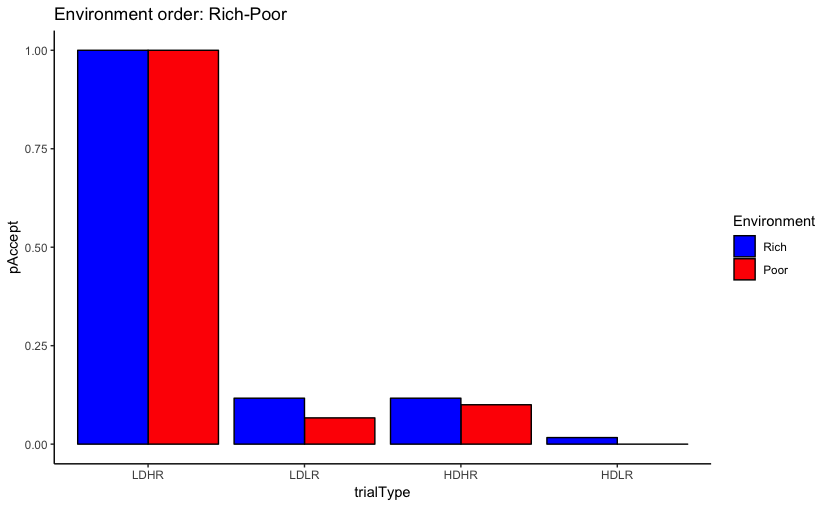 Environment order: Rich-Poor
pAccept
1.00
0.75
0.50
0.25
0.00
LDHR LDLR HDHR HDLR
trialType
Environment
Rich
Poor